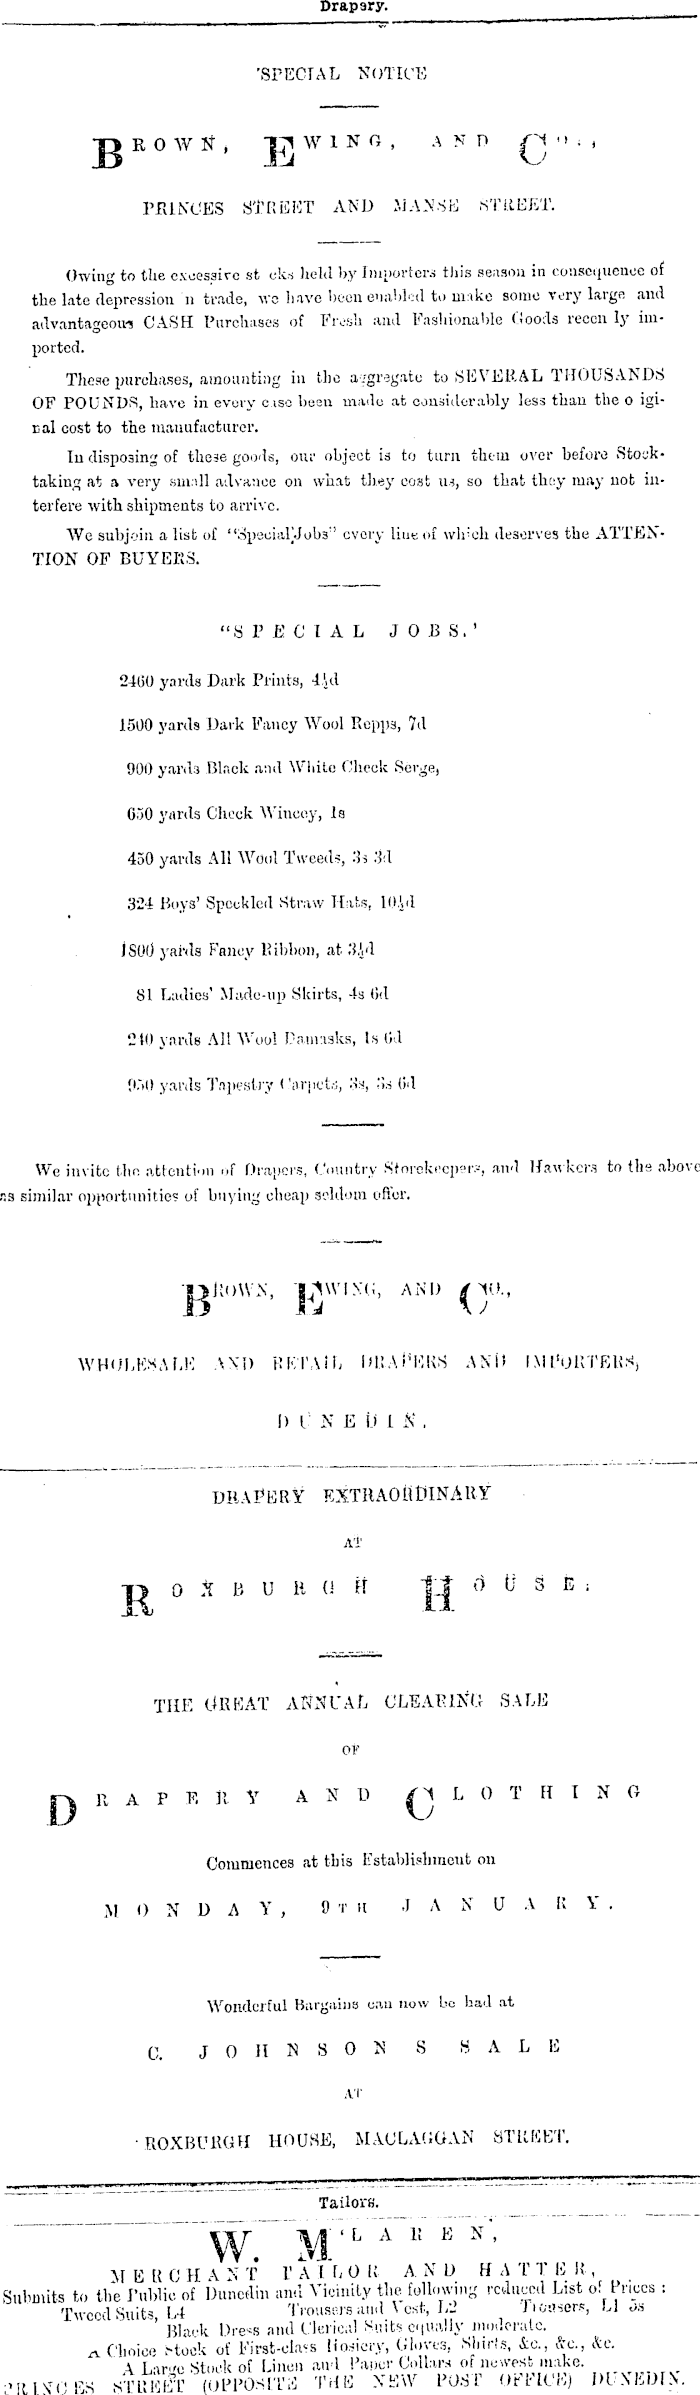 Drapery.
SPECIAL NOTICE
BROWN, EWING, AND CO.,
PRINCES STREET AND MANSE STREET.
Owing to the excessive st cks held by Importers this season in consequence of
the late depression n trade, we have been enabled to make some very large and
advantageous CASH Purchases of Fresh and Fashionable Goods recen ly im-
ported.
These purchases, amounting in the aggregate to SEVERAL THOUSANDS
OF POUNDS, have in every case been made at considerably less than the o igi-
nal cost to the manufacturer.
In disposing of these goods, our object is to turn them over before Stock-
taking at a very small advance on what they cost us, so that they may not in-
terfere with shipments to arrive.
We subjoin a list of "Special Jobs" every line of which deserves the ATTEN-
TION OF BUYERS.
"SPECIAL JOBS.'
2460 yards Dark Prints, 4½d
1500 yards Dark Fancy Wool Repps, 7d
900 yards Black and White Check Serge,
650 yards Check Wincey, 1s
450 yards All Wool Tweeds, 3s 3d
324 Boys' Speckled Straw Hats, 10½d
1800 yards Fancy Ribbon, at 3½d
81 Ladies' Made-up Skirts, 4s 6d
240 yards All Wool Damasks, 1s 6d
950 yards Tapestry Carpets, 3s, 3s 6d
We invite the attention of Drapers, Country Storekeepers, and Hawkers to the above
as similar opportunities of buying cheap seldom offer.
BROWN, EWING, AND CO.,
WHOLESALE AND RETAIL DRAPERS AND IMPORTERS,
DUNEDIN.
DRAPERY EXTRAORDINARY
AT
ROXBURGH HOUSE.
THE GREAT ANNUAL CLEARING SALE
OF
DRAPERY AND CLOTHING
Commences at this Establishment on
MONDAY, 9TH JANUARY.
Wonderful Bargains can now be had at
C. JOHNSON S SALE
AT
ROXBURGH HOUSE, MACLAGGAN STREET.
Tailors.
W. M'LAREN,
MERCHANT TAILOR AND HATTER,
Submits to the Public of Dunedin and Vicinity the following reduced List of Prices :
Tweed Suits, L4 Trousers and Vest, L2 Trousers, L1 5s
Black Dress and Clerical Suits equally moderate.
A Choice Stock of First-class Hosiery, Gloves, Shirts, &c., &c., &c.
A Large Stock of Linen and Paper Collars of newest make.
PRINCES STREET (OPPOSITE THE NEW POST OFFICE) DUNEDIN.